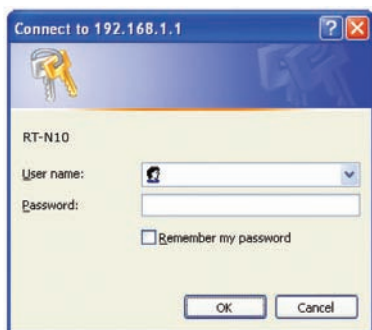 Connect to 192.168.1.1
RT-N10
User name:
Password:
Remember my password
OK
Cancel